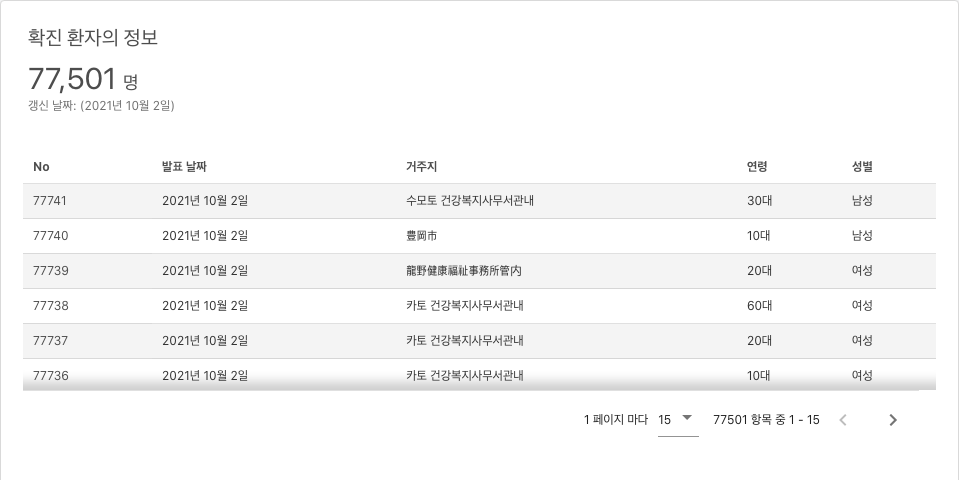 확진 환자의 정보
77,501 명
갱신 날짜: (2021년 10월 2일)
No 발표 날짜 거주지 연령 성별
77741 2021년 10월 2일 수모토 건강복지사무서관내 30대 남성
77740 2021년 10월 2일 豊岡市 10대 남성
77739 2021년 10월 2일 龍野健康福祉事務所管内 20대 여성
77738 2021년 10월 2일 카토 건강복지사무서관내 60대 여성
77737 2021년 10월 2일 카토 건강복지사무서관내 20대 여성
77736 2021년 10월 2일 카토 건강복지사무서관내 10대 여성
1 페이지 마다 15 77501 항목 중 1 - 15